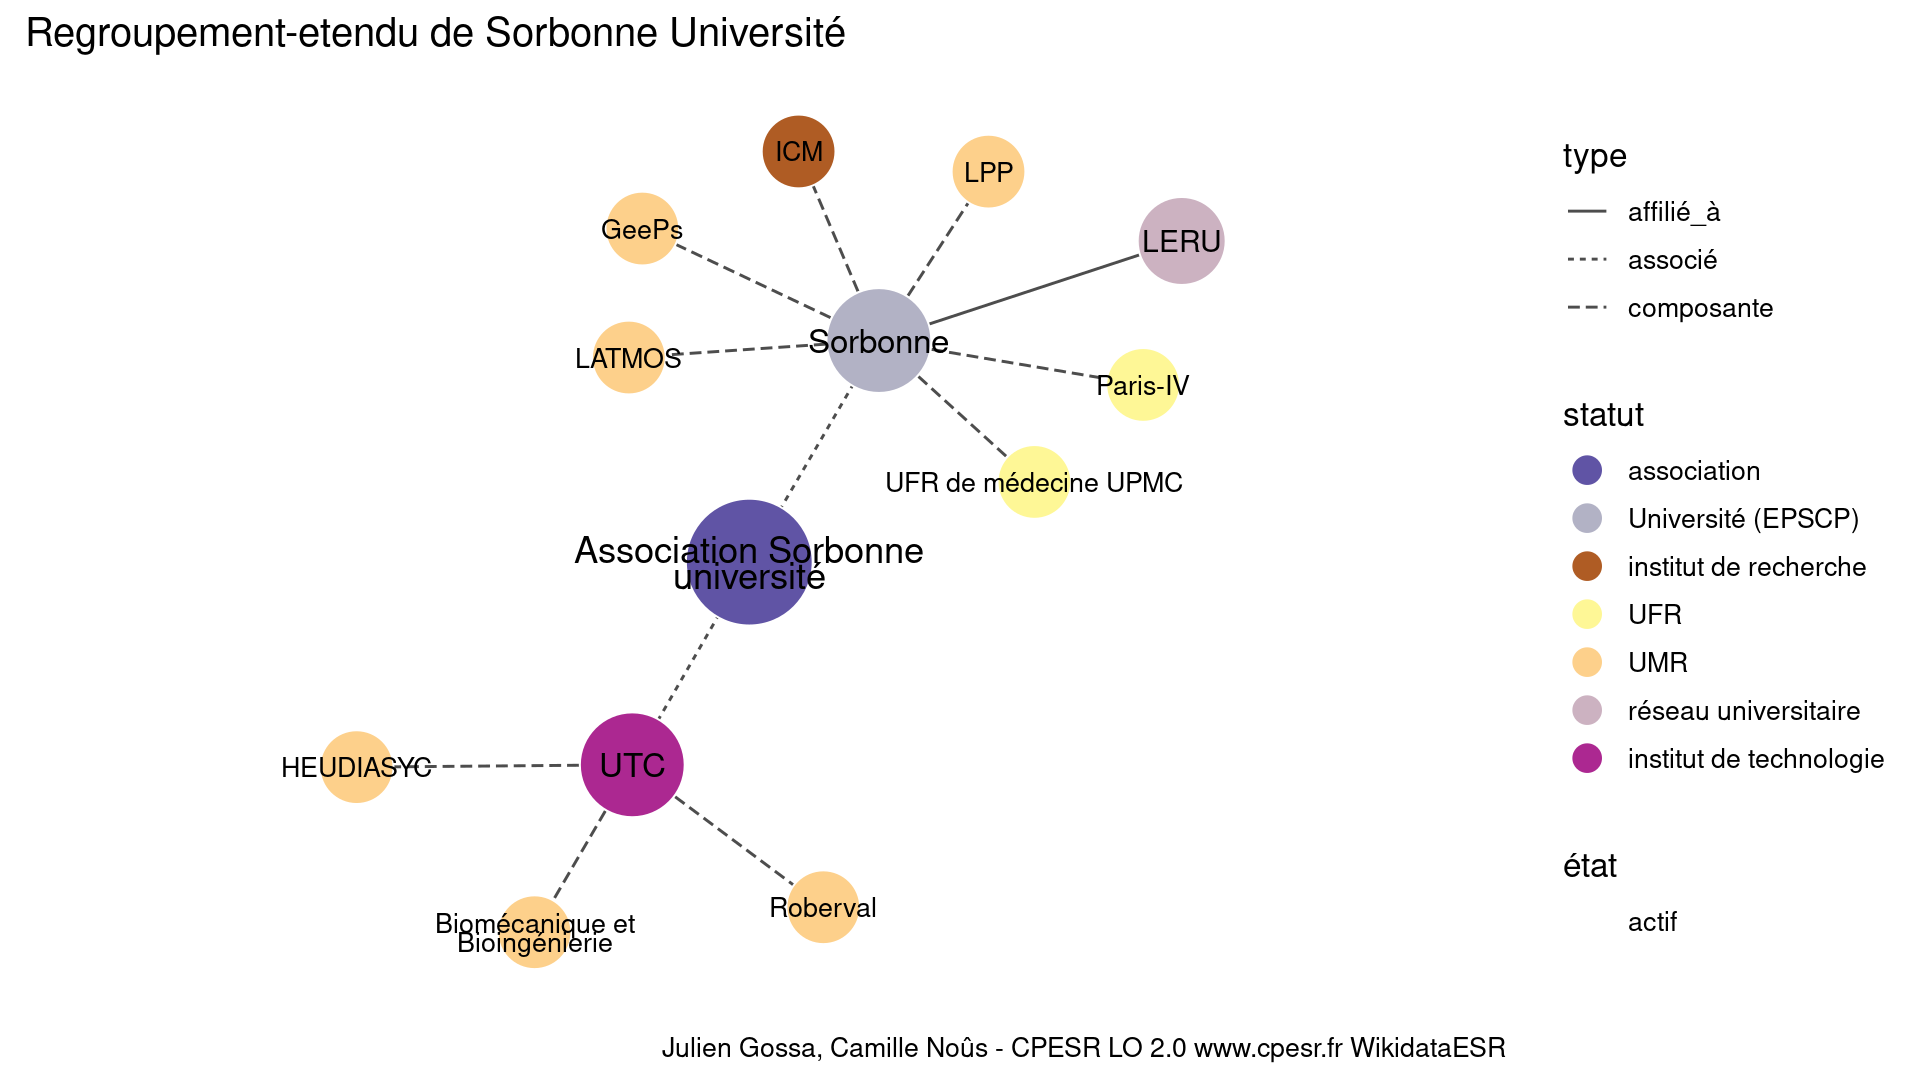 Regroupement-etendu de Sorbonne Université
ICM
LPP
GeePs
LERU
Sorbonne
LATMOS
Paris-IV
UFR de médecine UPMC
Association Sorbonne
université
HEUDIASYC
UTC
Roberval
Biomécanique et
Bioingénierie
type
affilié_à
associé
composante
statut
association
Université (EPSCP)
institut de recherche
UFR
UMR
réseau universitaire
institut de technologie
état
actif
Julien Gossa, Camille Noûs - CPESR LO 2.0 www.cpesr.fr WikidataESR